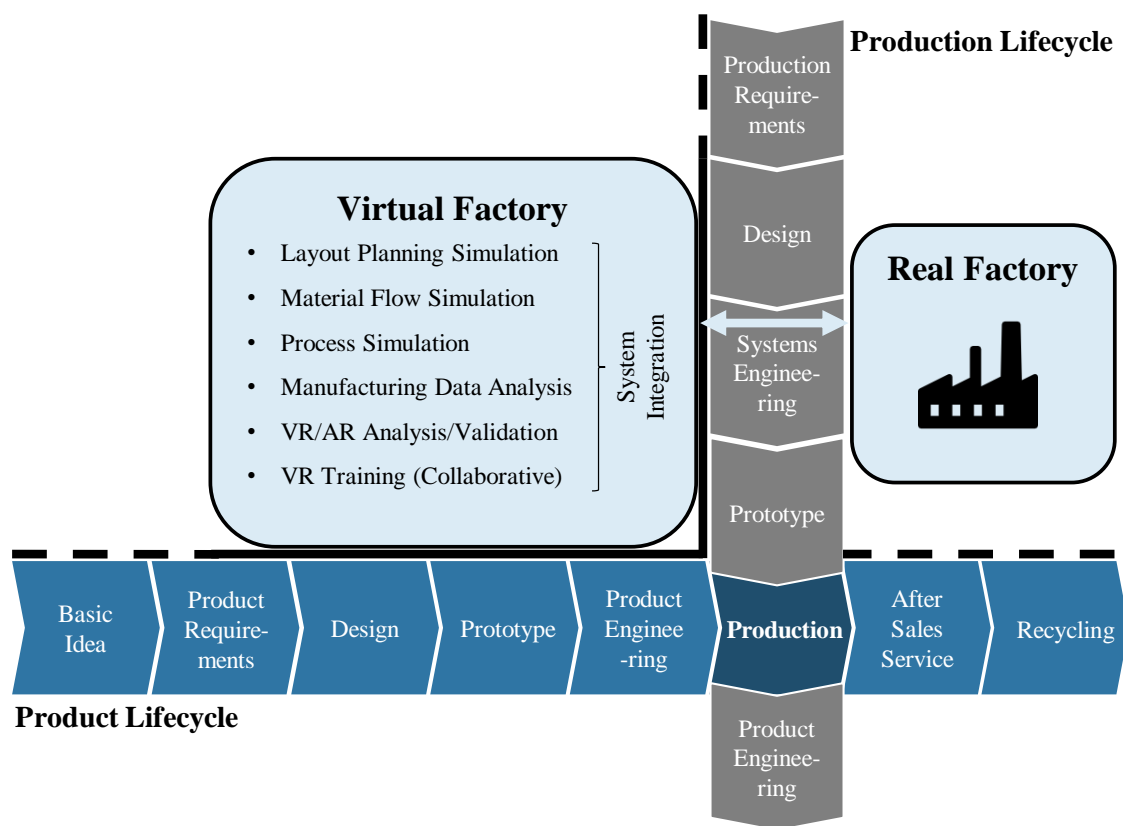 Production Lifecycle
Production
Require-
ments
Design
Systems
Enginee-
ring
Prototype
Virtual Factory
• Layout Planning Simulation
• Material Flow Simulation
• Process Simulation
• Manufacturing Data Analysis
• VR/AR Analysis/Validation
• VR Training (Collaborative)
System
Integration
Real Factory
Basic
Idea
Product
Require-
ments
Design
Prototype
Product
Enginee
-ring
Production
After
Sales
Service
Recycling
Product Lifecycle
Product
Enginee-
ring